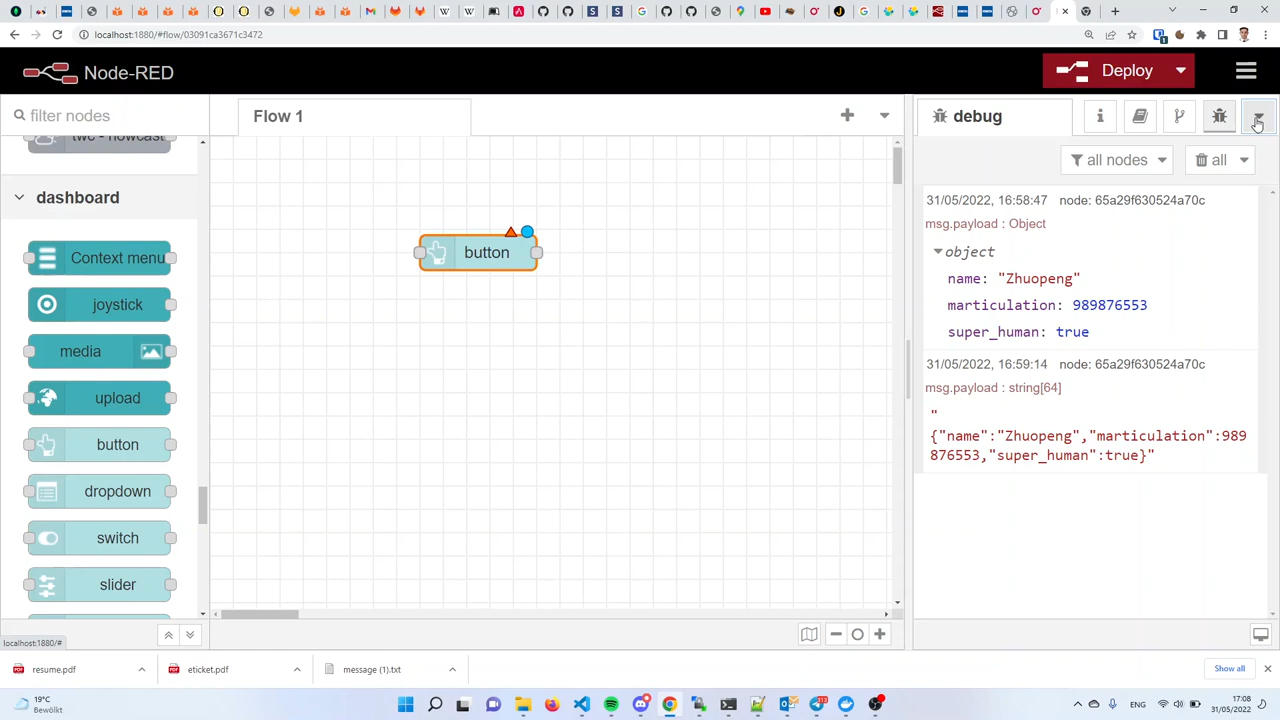 localhost:1880/#flow/03091ca3671c3472
Node-RED
Deploy
filter nodes
Flow 1
debug
twc - nowcast
dashboard
Context menu
joystick
media
upload
button
dropdown
switch
slider
button
all nodes
all
31/05/2022, 16:58:47 node: 65a29f630524a70c
msg.payload : Object
object
name: "Zhuopeng"
marticulation: 989876553
super_human: true
31/05/2022, 16:59:14 node: 65a29f630524a70c
msg.payload : string[64]
"
{"name":"Zhuopeng","marticulation":989
876553,"super_human":true}"
localhost:1880/#
resume.pdf
eticket.pdf
message (1).txt
Show all
19°C
Bewölkt
ENG
17:08
31/05/2022